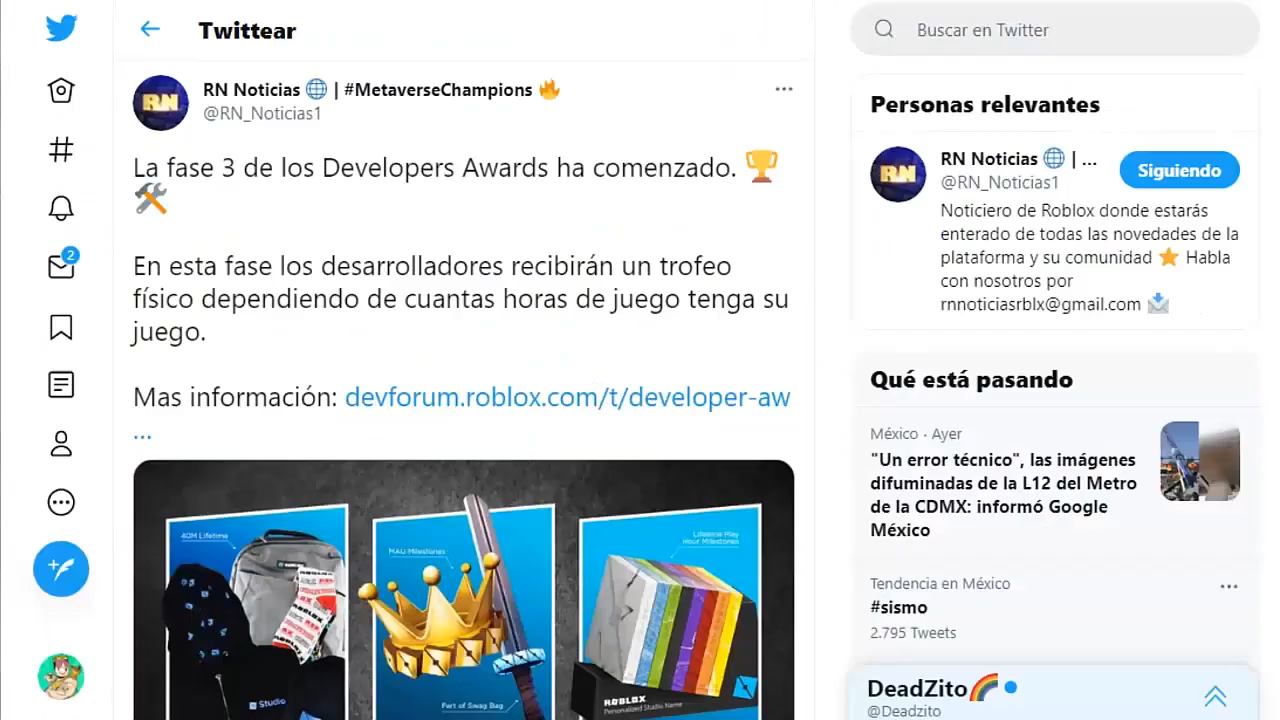 Twittear
RN Noticias 🌐 | #MetaverseChampions 🔥
@RN_Noticias1
La fase 3 de los Developers Awards ha comenzado. 🏆
🛠️
En esta fase los desarrolladores recibirán un trofeo
físico dependiendo de cuantas horas de juego tenga su
juego.
Mas información: devforum.roblox.com/t/developer-aw
...
40M Lifetime
Studio
MAU Milestones
Part of Swag Bag
Lifetime Play
Hour Milestones
ROBLOX
Personalized Studio Name
RN
2
Buscar en Twitter
Personas relevantes
RN Noticias 🌐 | ...
@RN_Noticias1
Siguiendo
Noticiero de Roblox donde estarás
enterado de todas las novedades de la
plataforma y su comunidad ⭐ Habla
con nosotros por
rnnoticiasrblx@gmail.com 📩
RN
Qué está pasando
México · Ayer
"Un error técnico", las imágenes
difuminadas de la L12 del Metro
de la CDMX: informó Google
México
Tendencia en México
#sismo
2.795 Tweets
DeadZito🌈
@Deadzito